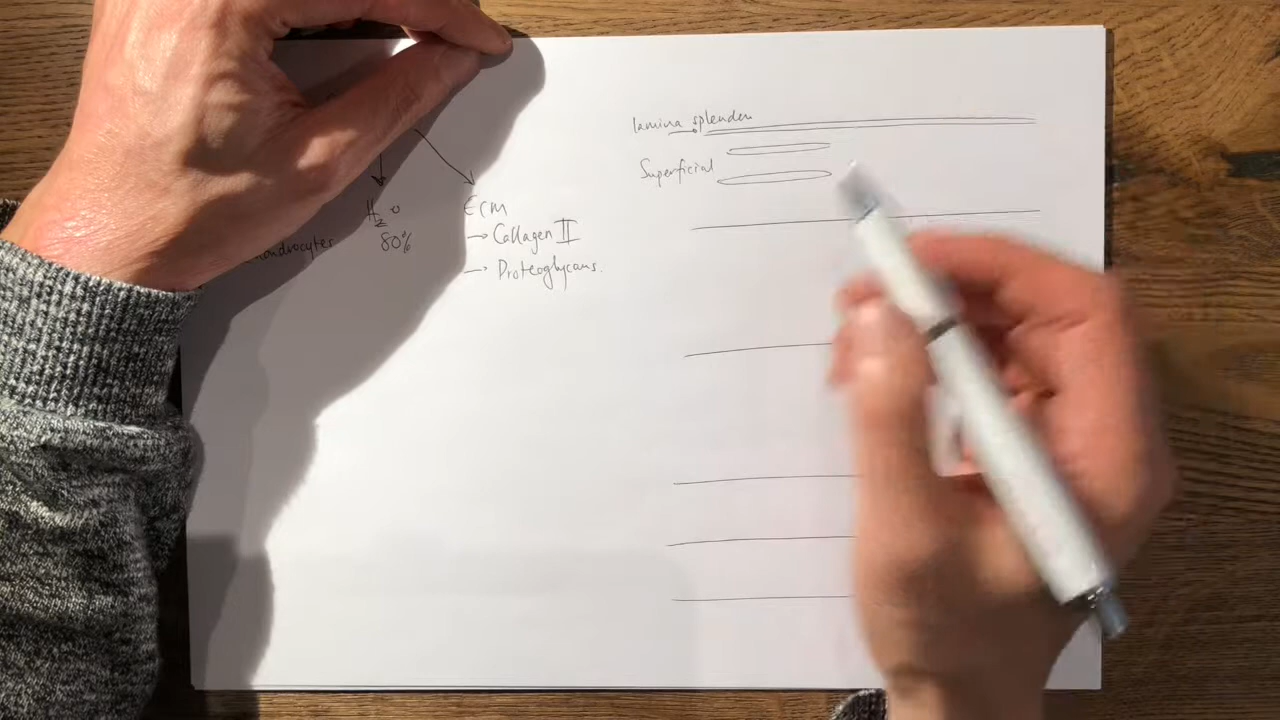 lamina splenden
Superficial
H2O
80%
ECM
→ Collagen II
→ Proteoglycans.